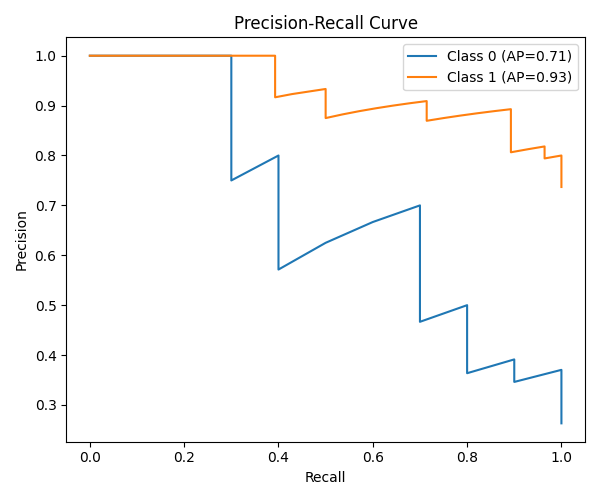 Precision-Recall Curve
Class 0 (AP=0.71)
Class 1 (AP=0.93)
Precision
1.0
0.9
0.8
0.7
0.6
0.5
0.4
0.3
0.0 0.2 0.4 0.6 0.8 1.0
Recall